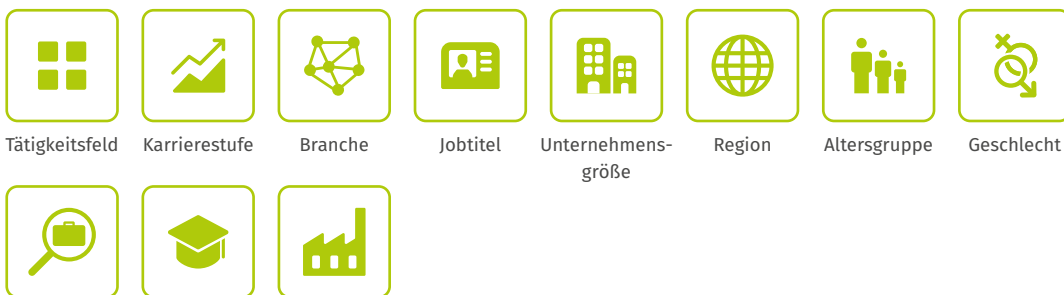 Tätigkeitsfeld Karrierestufe Branche Jobtitel Unternehmens- Region Altersgruppe Geschlecht
größe